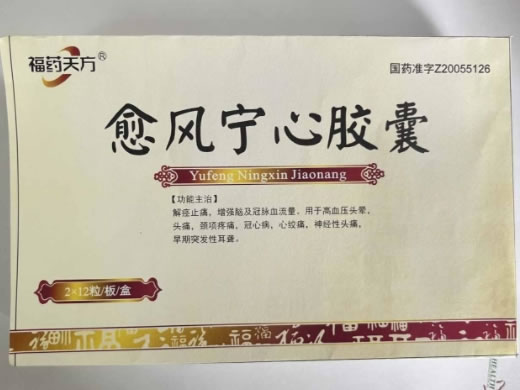 福药天方®
国药准字Z20055126
愈风宁心胶囊
Yufeng Ningxin Jiaonang
【功能主治】
解痉止痛，增强脑及冠脉血流量。用于高血压头晕，
头痛，颈项疼痛，冠心病，心绞痛，神经性头痛，
早期突发性耳聋。
2×12粒/板/盒